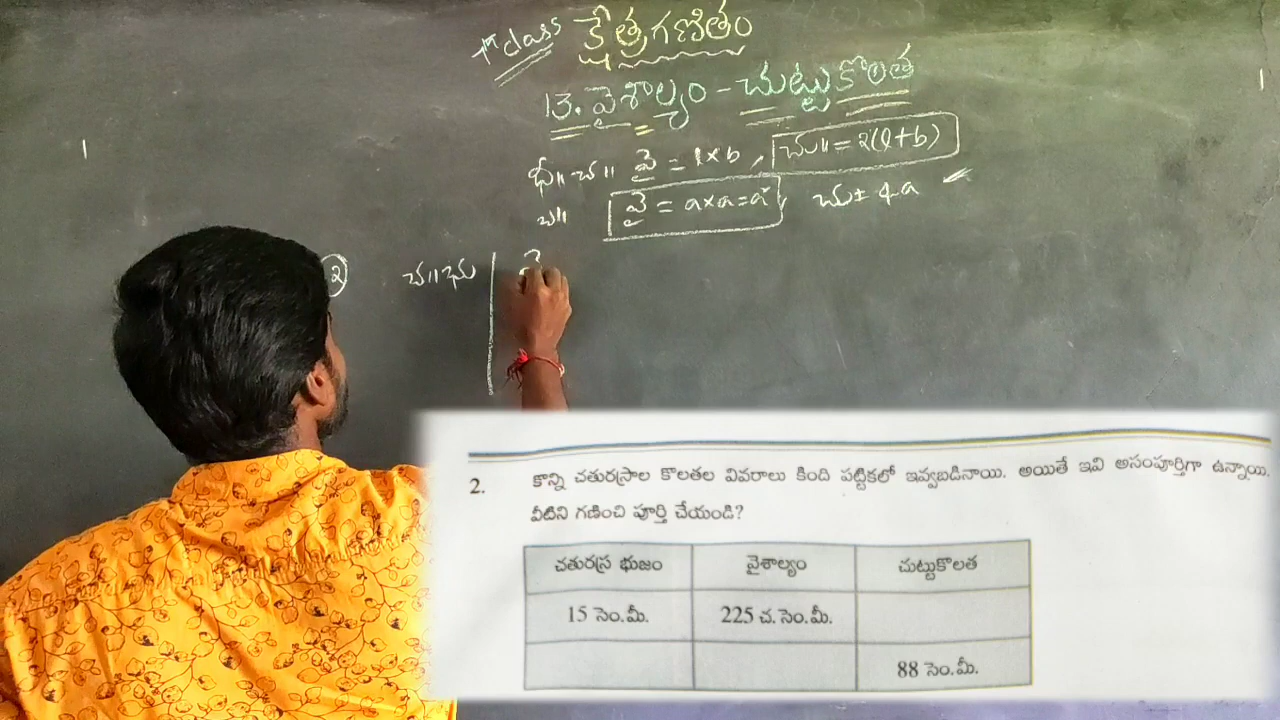 class క్షేత్రగణితం
13. వైశాల్యం - చుట్టుకొలత
దీ॥ చ॥ వై = l×b, చు॥ = 2(l+b)
చ॥ వై = a×a = a², చు = 4a
2 చ॥భు వై
2. కొన్ని చతురస్రాల కొలతల వివరాలు కింది పట్టికలో ఇవ్వబడినాయి. అయితే ఇవి అసంపూర్తిగా ఉన్నాయి.
వీటిని గణించి పూర్తి చేయండి?
చతురస్ర భుజం వైశాల్యం చుట్టుకొలత
15 సెం.మీ. 225 చ. సెం.మీ.
88 సెం.మీ.